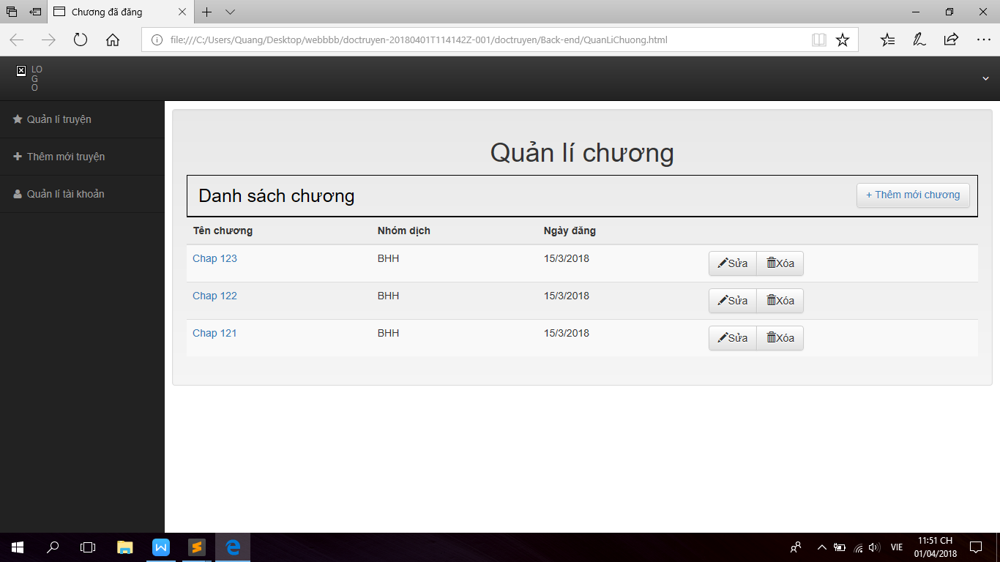 Chương đã đăng
file:///C:/Users/Quang/Desktop/webbbb/doctruyen-20180401T114142Z-001/doctruyen/Back-end/QuanLiChuong.html
LO
G
O
Quản lí truyện
Thêm mới truyện
Quản lí tài khoản
Quản lí chương
Danh sách chương
+ Thêm mới chương
Tên chương Nhóm dịch Ngày đăng
Chap 123 BHH 15/3/2018 Sửa Xóa
Chap 122 BHH 15/3/2018 Sửa Xóa
Chap 121 BHH 15/3/2018 Sửa Xóa
VIE
11:51 CH
01/04/2018